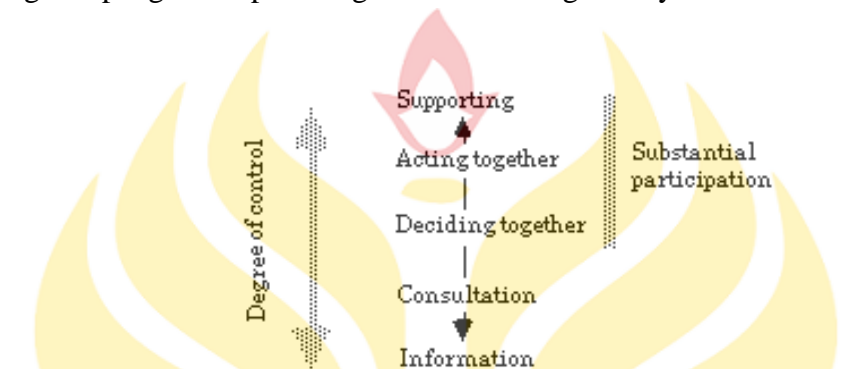 Supporting
Acting together
Deciding together
Consultation
Information
Degree of control
Substantial
participation